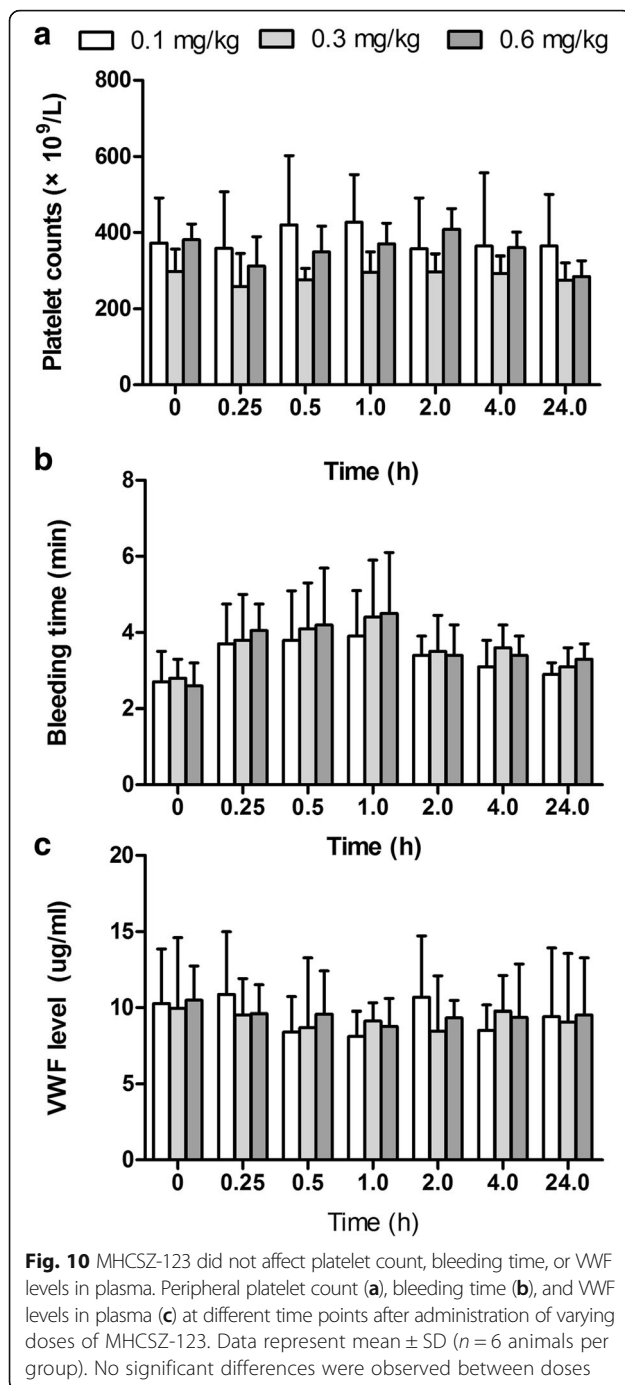 a 0.1 mg/kg 0.3 mg/kg 0.6 mg/kg
Platelet counts (× 10⁹/L)
800
600
400
200
0
0 0.25 0.5 1.0 2.0 4.0 24.0
Time (h)
b
Bleeding time (min)
8
6
4
2
0
0 0.25 0.5 1.0 2.0 4.0 24.0
Time (h)
c
VWF level (ug/ml)
20
15
10
5
0
0 0.25 0.5 1.0 2.0 4.0 24.0
Time (h)
Fig. 10 MHCSZ-123 did not affect platelet count, bleeding time, or VWF
levels in plasma. Peripheral platelet count (a), bleeding time (b), and VWF
levels in plasma (c) at different time points after administration of varying
doses of MHCSZ-123. Data represent mean ± SD (n = 6 animals per
group). No significant differences were observed between doses